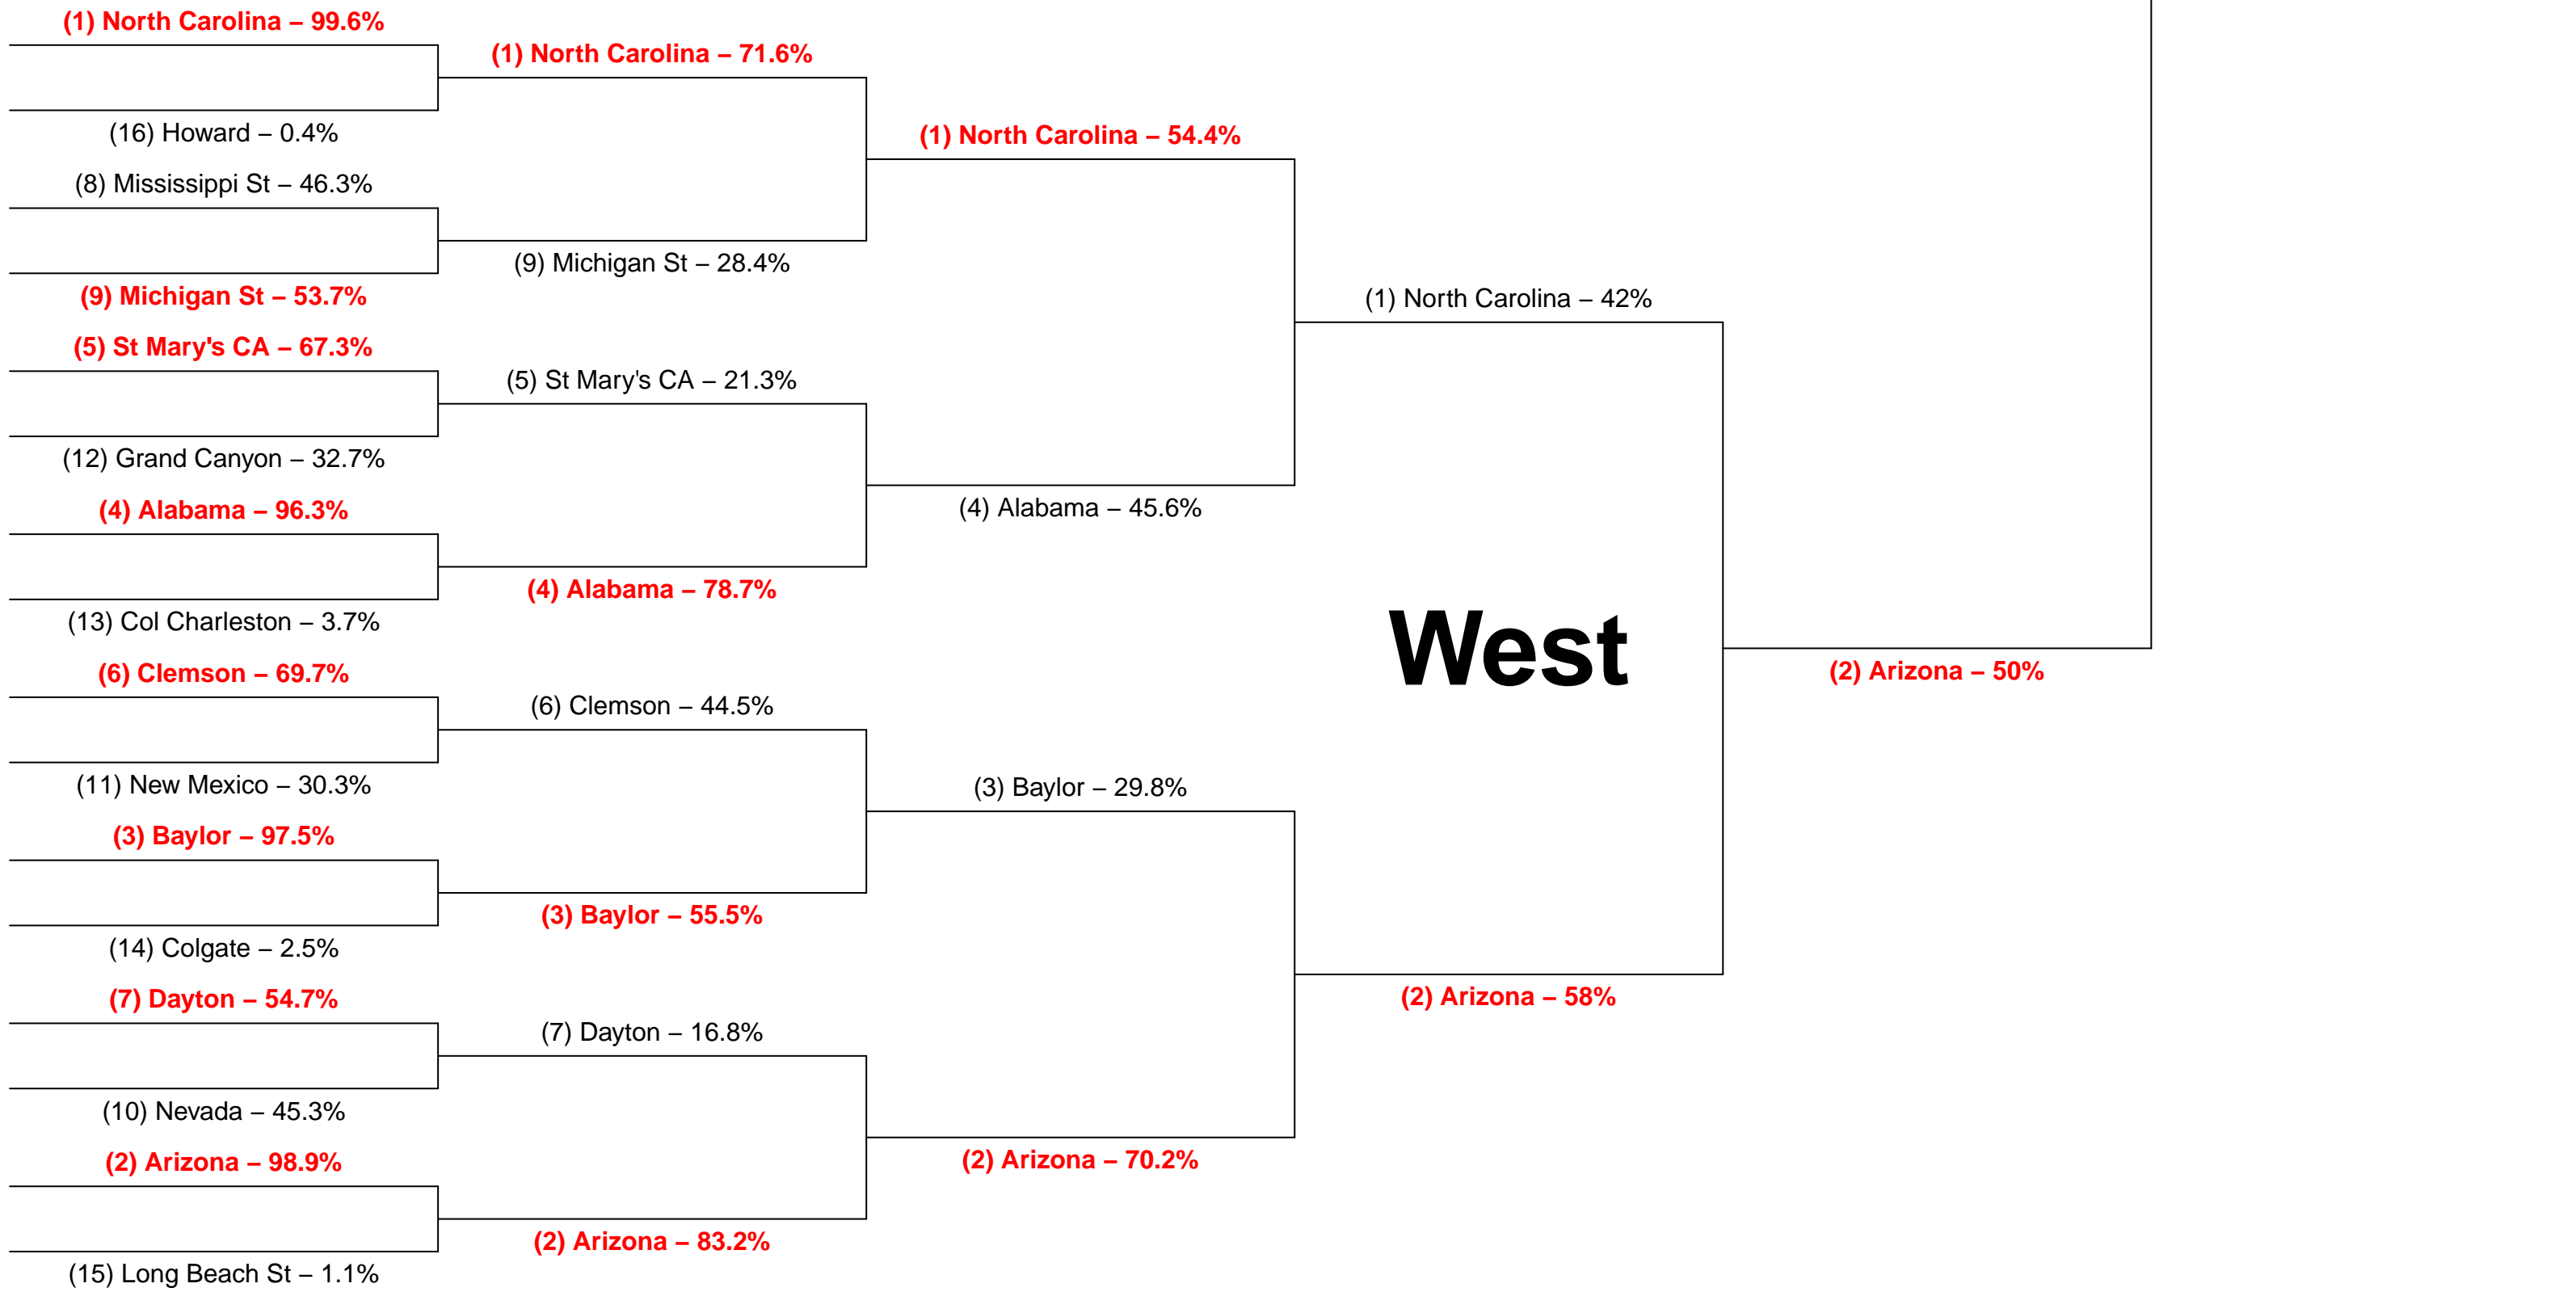 (1) North Carolina – 99.6%
(16) Howard – 0.4%
(8) Mississippi St – 46.3%
(9) Michigan St – 53.7%
(5) St Mary's CA – 67.3%
(12) Grand Canyon – 32.7%
(4) Alabama – 96.3%
(13) Col Charleston – 3.7%
(6) Clemson – 69.7%
(11) New Mexico – 30.3%
(3) Baylor – 97.5%
(14) Colgate – 2.5%
(7) Dayton – 54.7%
(10) Nevada – 45.3%
(2) Arizona – 98.9%
(15) Long Beach St – 1.1%
(1) North Carolina – 71.6%
(9) Michigan St – 28.4%
(5) St Mary's CA – 21.3%
(4) Alabama – 78.7%
(6) Clemson – 44.5%
(3) Baylor – 55.5%
(7) Dayton – 16.8%
(2) Arizona – 83.2%
(1) North Carolina – 54.4%
(4) Alabama – 45.6%
(3) Baylor – 29.8%
(2) Arizona – 70.2%
(1) North Carolina – 42%
West
(2) Arizona – 58%
(2) Arizona – 50%